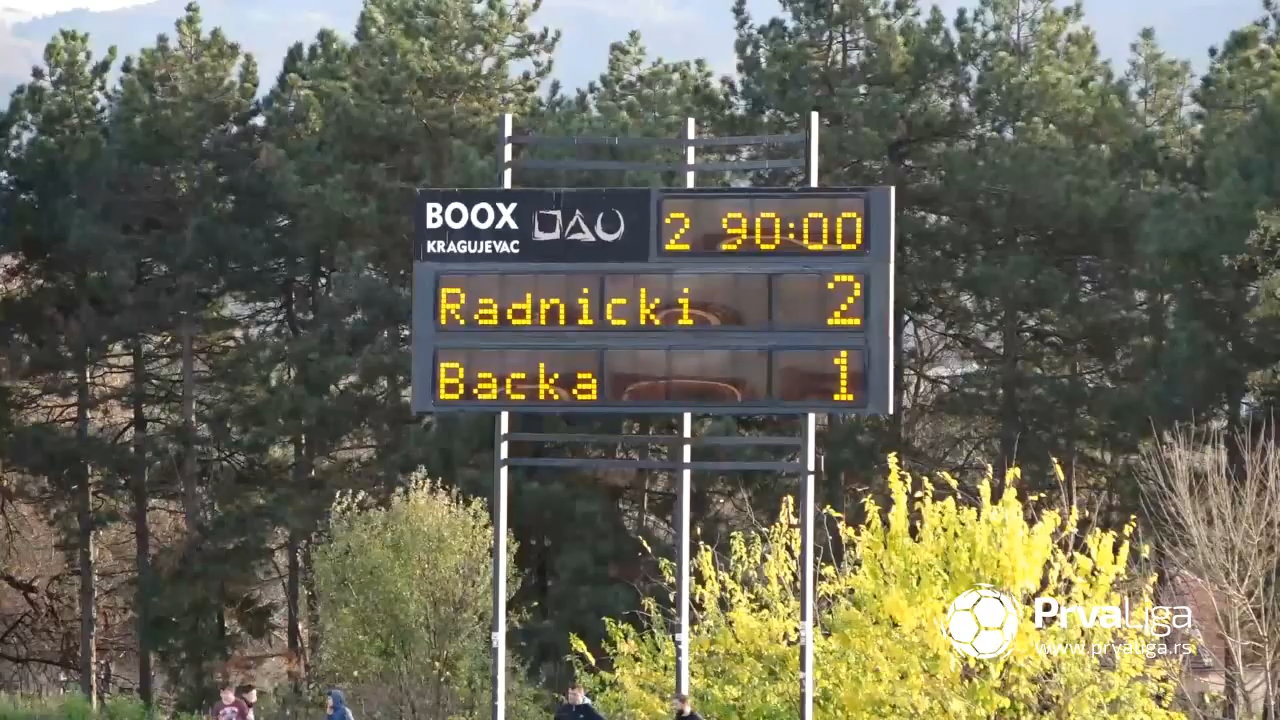 BOOX
KRAGUJEVAC
2 90:00
Radnicki 2
Backa 1
PrvaLiga
www.prvaliga.rs